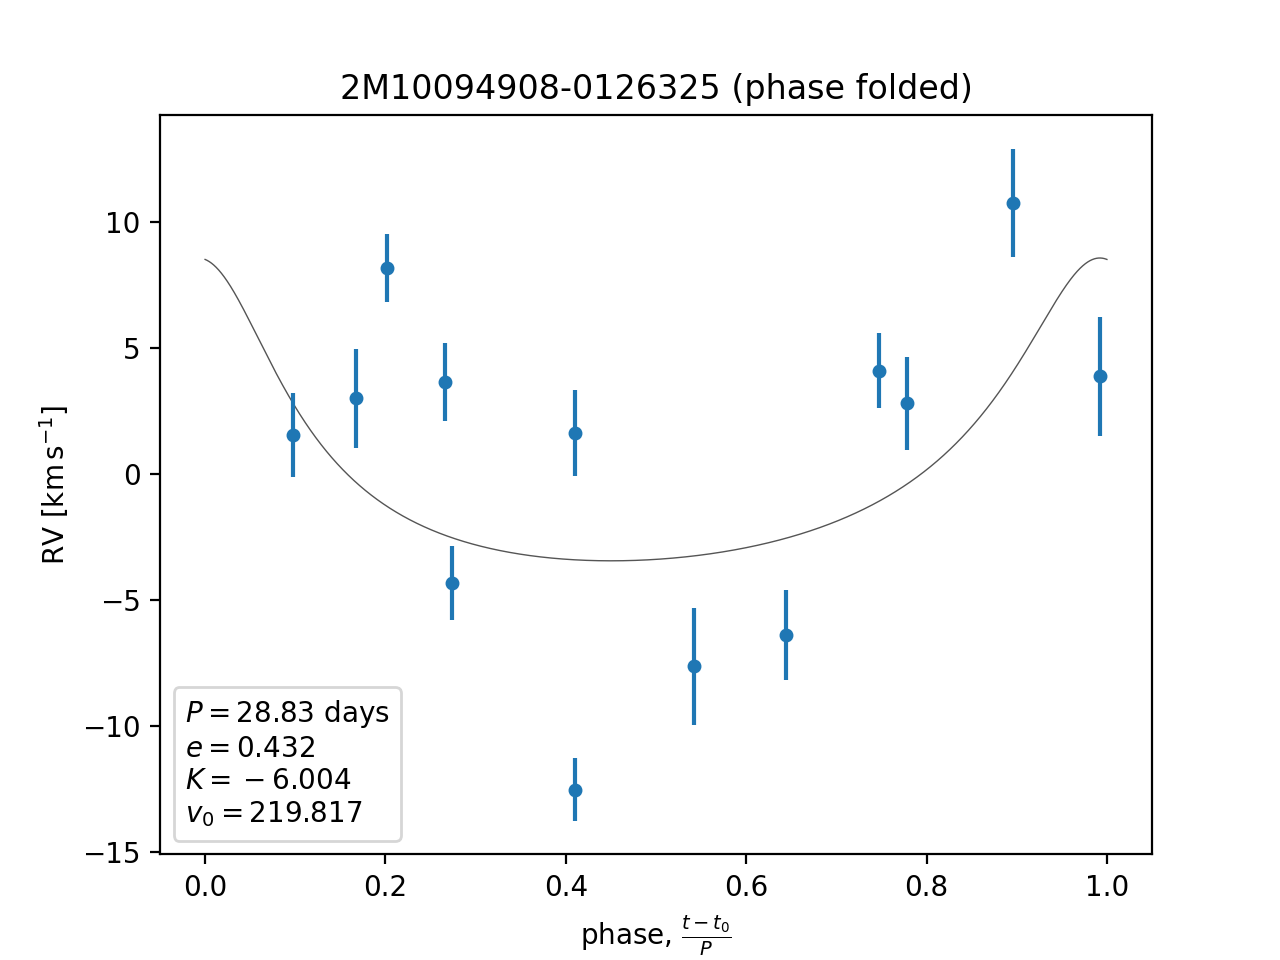 2M10094908-0126325 (phase folded)
RV [km s⁻¹]
10
5
0
−5
−10
−15
P = 28.83 days
e = 0.432
K = − 6.004
v₀ = 219.817
0.0 0.2 0.4 0.6 0.8 1.0
phase, (t − t₀)/P